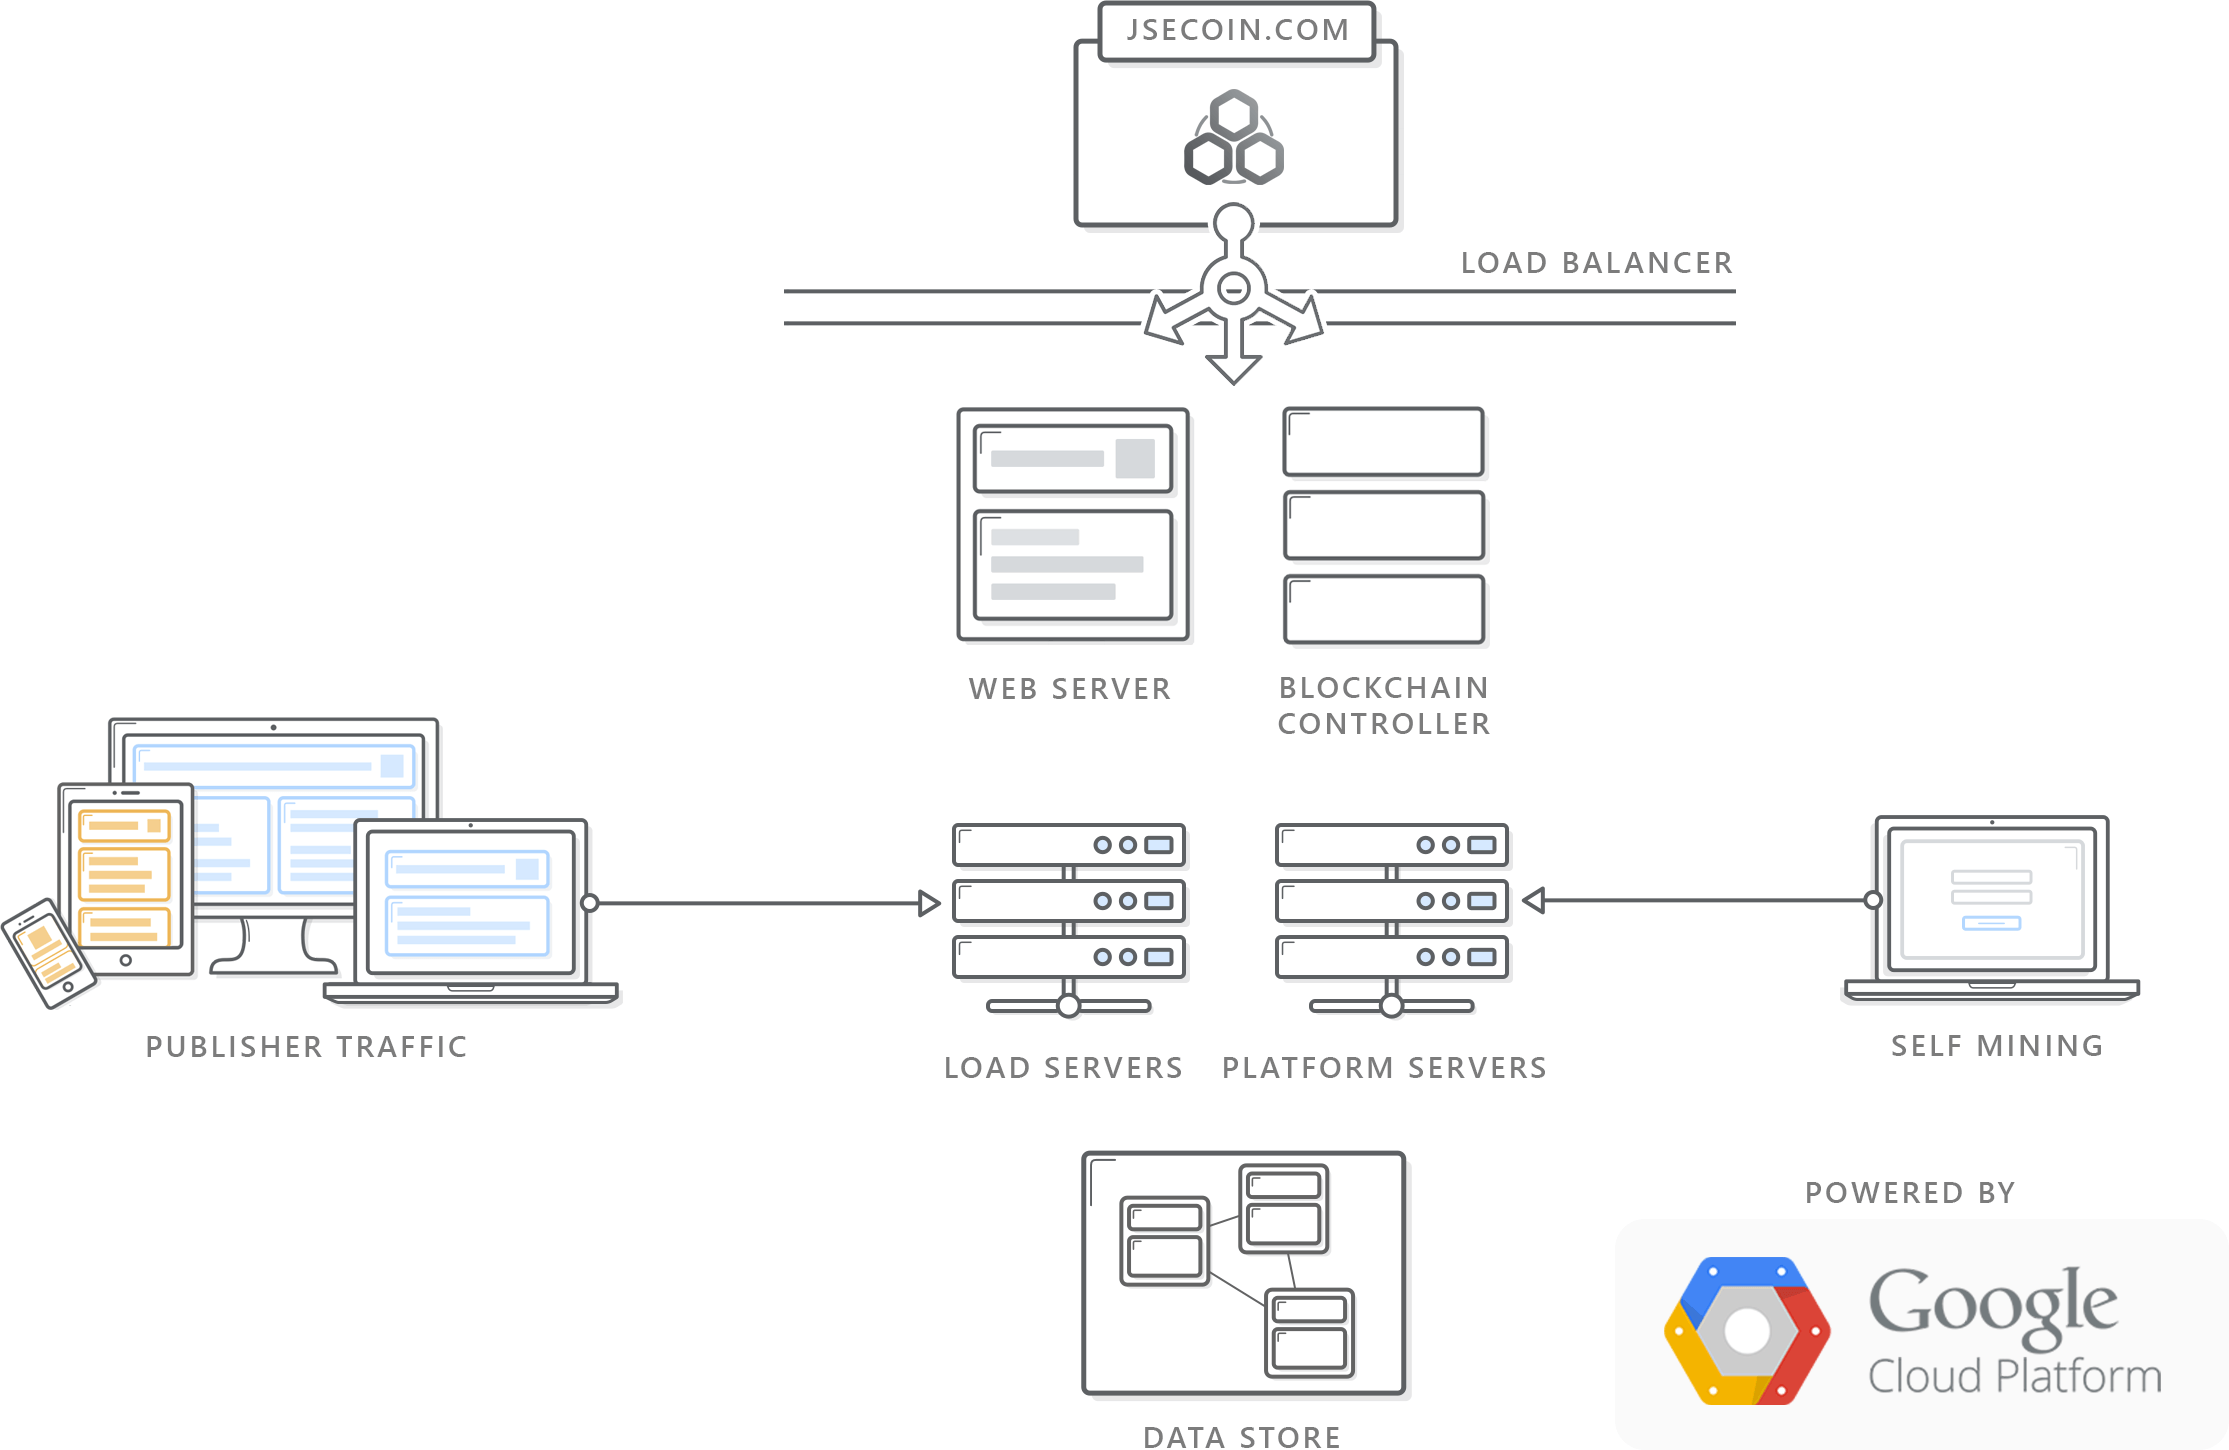 JSECOIN.COM
LOAD BALANCER
WEB SERVER
BLOCKCHAIN
CONTROLLER
PUBLISHER TRAFFIC
LOAD SERVERS
PLATFORM SERVERS
SELF MINING
DATA STORE
POWERED BY
Google
Cloud Platform